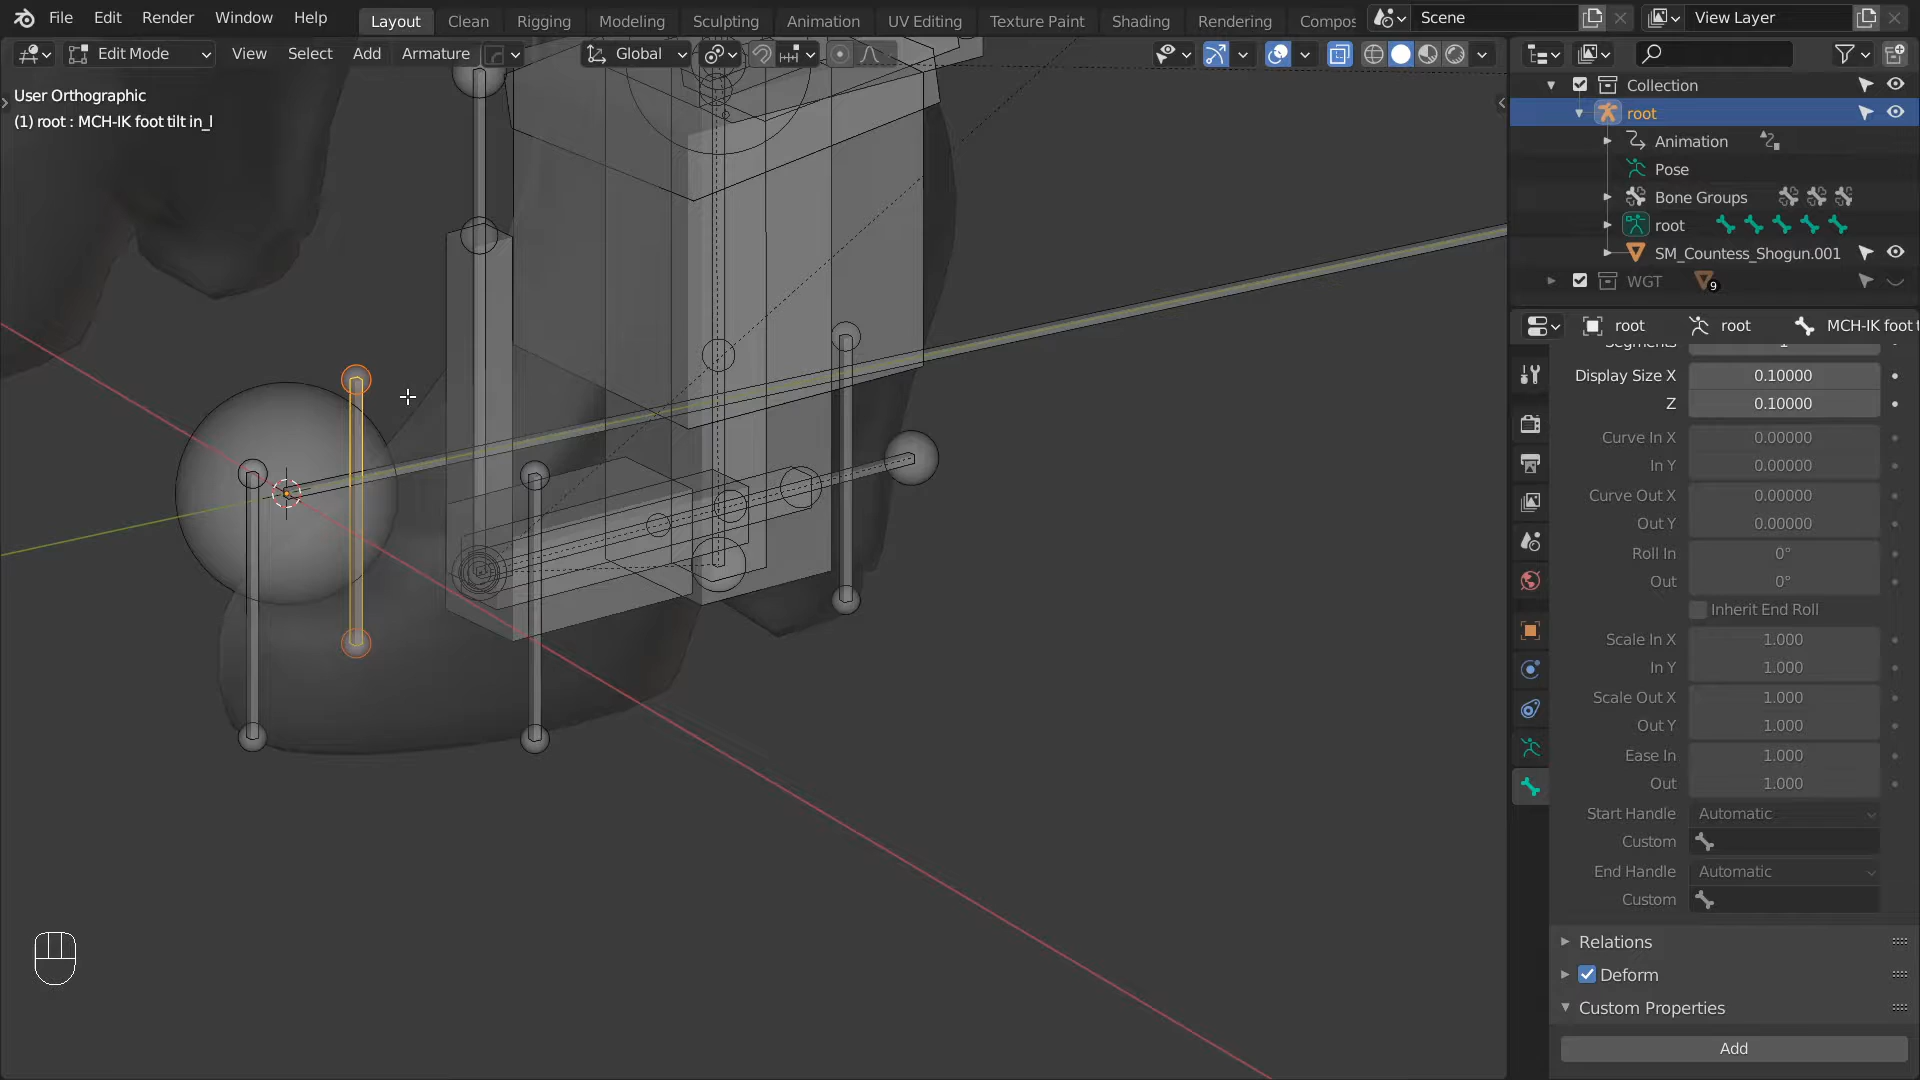 File Edit Render Window Help
Layout Clean Rigging Modeling Sculpting Animation UV Editing Texture Paint Shading Rendering Compos
Scene
View Layer
Edit Mode View Select Add Armature
Global
User Orthographic
(1) root : MCH-IK foot tilt in_l
Collection
root
Animation
Pose
Bone Groups
root
SM_Countess_Shogun.001
WGT 9
root root MCH-IK foot t
Segments 1
Display Size X 0.10000
Z 0.10000
Curve In X 0.00000
In Y 0.00000
Curve Out X 0.00000
Out Y 0.00000
Roll In 0°
Out 0°
Inherit End Roll
Scale In X 1.000
In Y 1.000
Scale Out X 1.000
Out Y 1.000
Ease In 1.000
Out 1.000
Start Handle Automatic
Custom
End Handle Automatic
Custom
Relations
Deform
Custom Properties
Add